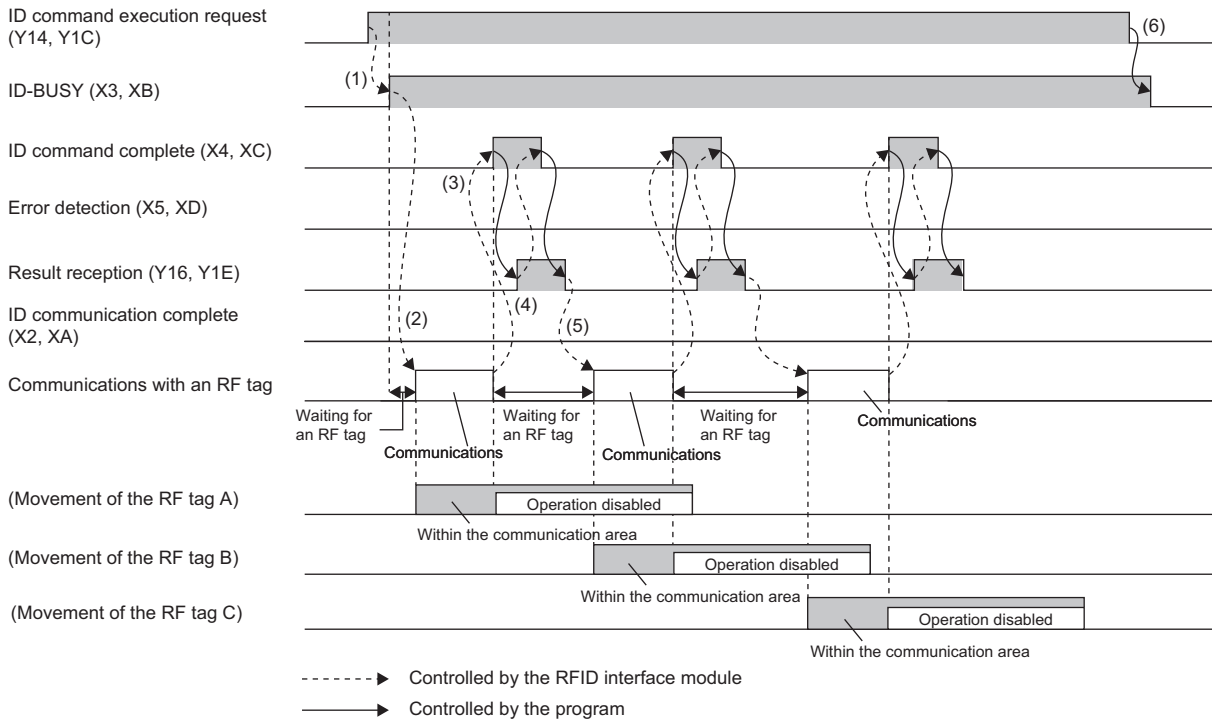 ID command execution request
(Y14, Y1C)
(6)
(1)
ID-BUSY (X3, XB)
ID command complete (X4, XC)
(3)
Error detection (X5, XD)
Result reception (Y16, Y1E)
(4)
ID communication complete
(X2, XA)
(2)
(5)
Communications with an RF tag
Waiting for
an RF tag
Communications
Waiting for
an RF tag
Communications
Waiting for
an RF tag
Communications
(Movement of the RF tag A)
Operation disabled
Within the communication area
(Movement of the RF tag B)
Operation disabled
Within the communication area
(Movement of the RF tag C)
Operation disabled
Within the communication area
Controlled by the RFID interface module
Controlled by the program